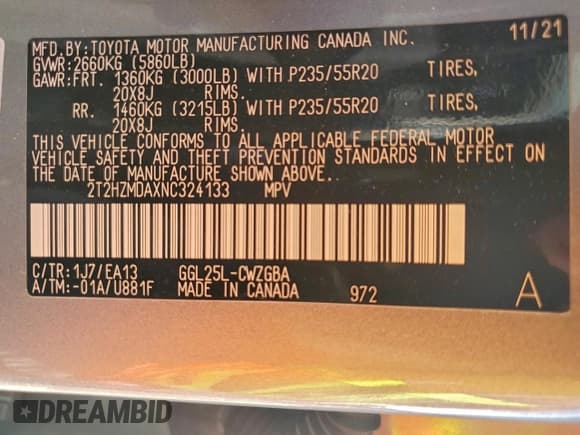 MFD.BY:TOYOTA MOTOR MANUFACTURING CANADA INC. 11/21
GVWR:2660KG (5860LB)
GAWR:FRT. 1360KG (3000LB) WITH P235/55R20 TIRES,
20X8J RIMS.
RR. 1460KG (3215LB) WITH P235/55R20 TIRES,
20X8J RIMS.
THIS VEHICLE CONFORMS TO ALL APPLICABLE FEDERAL MOTOR
VEHICLE SAFETY AND THEFT PREVENTION STANDARDS IN EFFECT ON
THE DATE OF MANUFACTURE SHOWN ABOVE.
2T2HZMDAXNC324133 MPV
C/TR:1J7/EA13 GGL25L-CWZGBA
A/TM:-01A/U881F MADE IN CANADA 972 A
DREAMBID